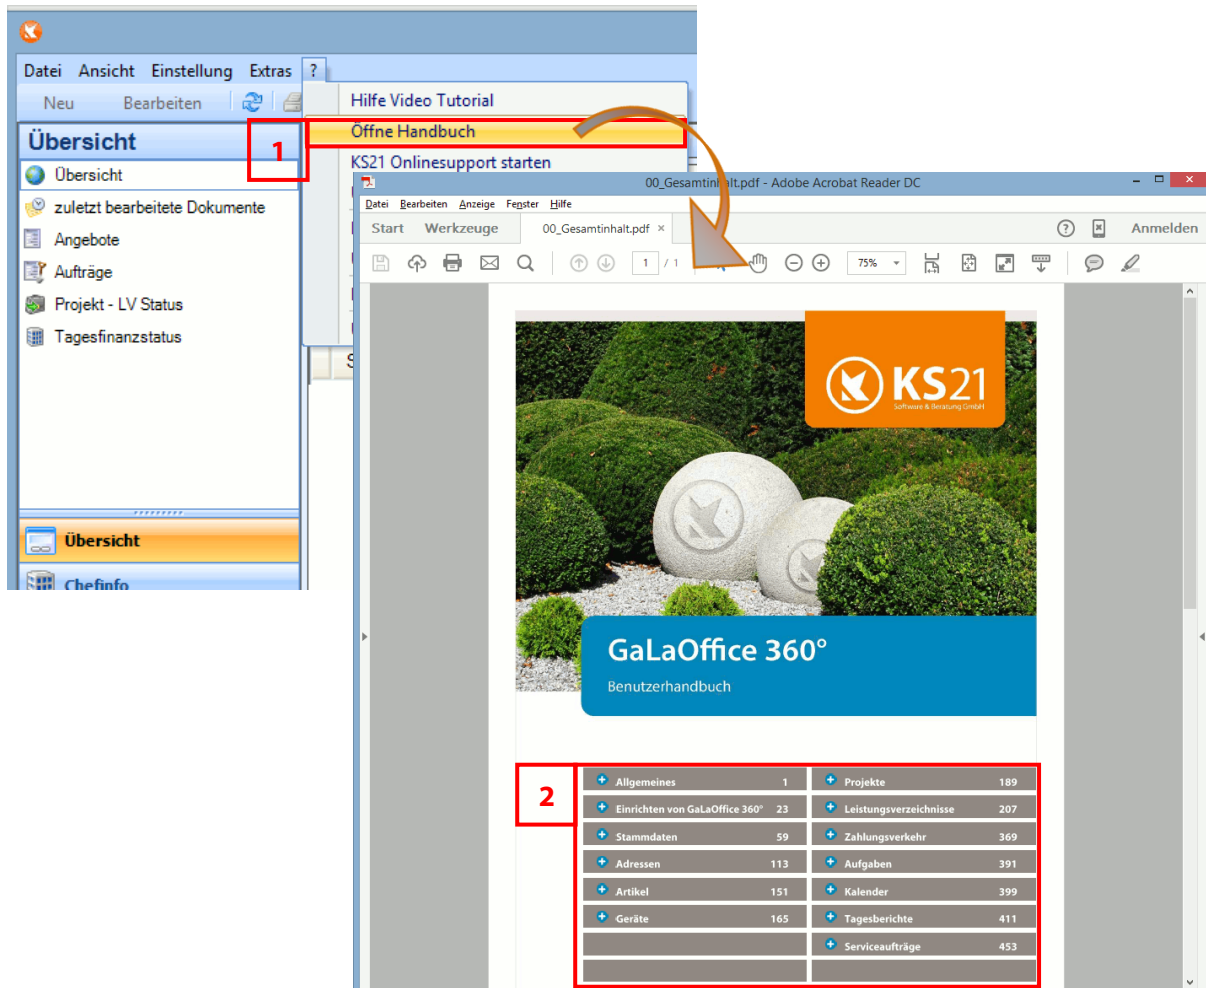 Datei Ansicht Einstellung Extras ?
Neu Bearbeiten
Übersicht
Übersicht
zuletzt bearbeitete Dokumente
Angebote
Aufträge
Projekt - LV Status
Tagesfinanzstatus
Übersicht
Chefinfo
Hilfe Video Tutorial
1
Öffne Handbuch
KS21 Onlinesupport starten
00_Gesamtinhalt.pdf - Adobe Acrobat Reader DC
Datei Bearbeiten Anzeige Fenster Hilfe
Start Werkzeuge 00_Gesamtinhalt.pdf × Anmelden
1 / 1 75%
KS21
Software & Beratung GmbH
GaLaOffice 360°
Benutzerhandbuch
2
Allgemeines 1
Einrichten von GaLaOffice 360° 23
Stammdaten 59
Adressen 113
Artikel 151
Geräte 165
Projekte 189
Leistungsverzeichnisse 207
Zahlungsverkehr 369
Aufgaben 391
Kalender 399
Tagesberichte 411
Serviceaufträge 453